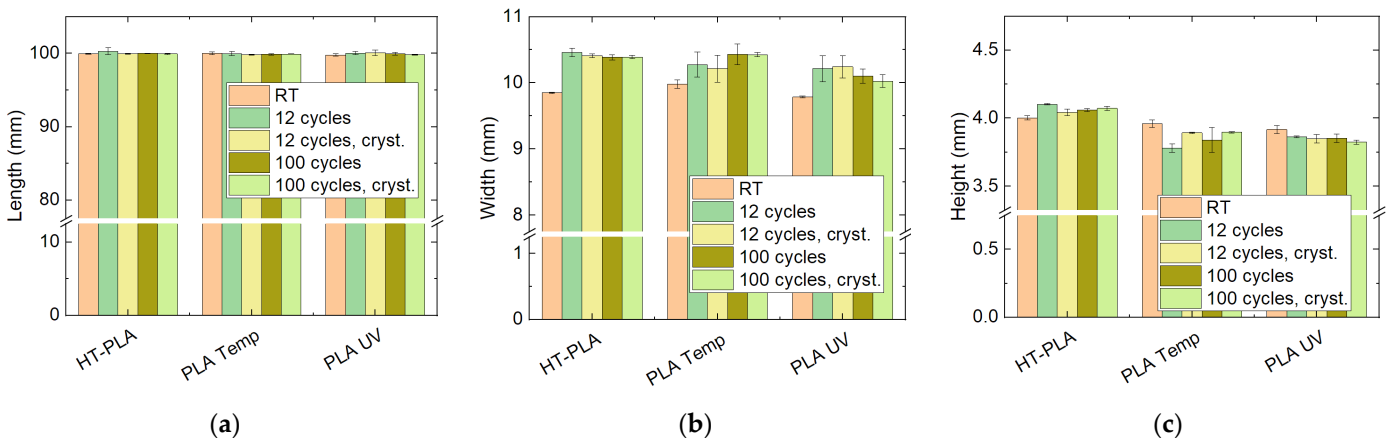 100
90
80
10
0
Length (mm)
RT
12 cycles
12 cycles, cryst.
100 cycles
100 cycles, cryst.
HT-PLA
PLA Temp
PLA UV
(a)
11
10
9
8
1
0
Width (mm)
RT
12 cycles
12 cycles, cryst.
100 cycles
100 cycles, cryst.
HT-PLA
PLA Temp
PLA UV
(b)
4.5
4.0
3.5
0.5
0.0
Height (mm)
RT
12 cycles
12 cycles, cryst.
100 cycles
100 cycles, cryst.
HT-PLA
PLA Temp
PLA UV
(c)